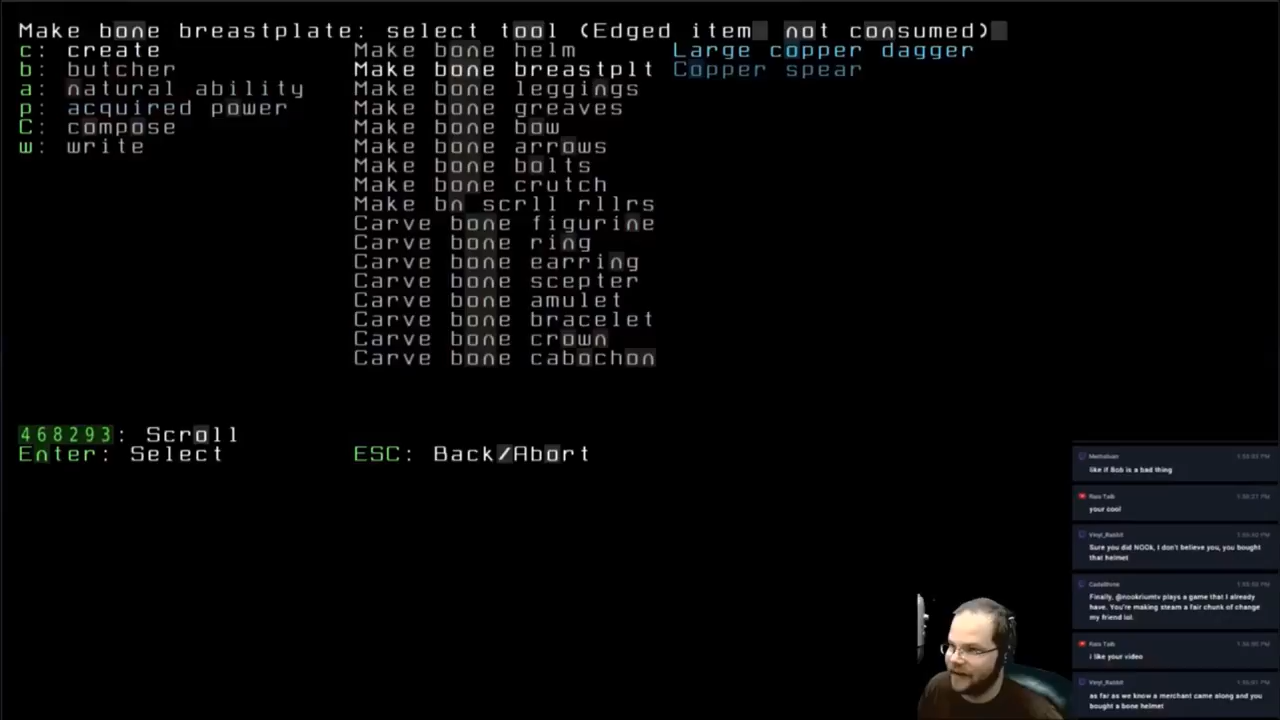 Make bone breastplate: select tool (Edged item not consumed)
c: create
b: butcher
a: natural ability
p: acquired power
C: compose
w: write
Make bone helm
Make bone breastplt
Make bone leggings
Make bone greaves
Make bone bow
Make bone arrows
Make bone bolts
Make bone crutch
Make bn scrll rllrs
Carve bone figurine
Carve bone ring
Carve bone earring
Carve bone scepter
Carve bone amulet
Carve bone bracelet
Carve bone crown
Carve bone cabochon
Large copper dagger
Copper spear
468293: Scroll
Enter: Select
ESC: Back/Abort
like if Bob is a bad thing
your cool
Vinyl_Rabbit
Sure you did NOOk, I don't believe you, you bought
that helmet
Finally, @nookriumtv plays a game that I already
have. You're making steam a fair chunk of change
my friend lol.
i like your video
Vinyl_Rabbit
as far as we know a merchant came along and you
bought a bone helmet